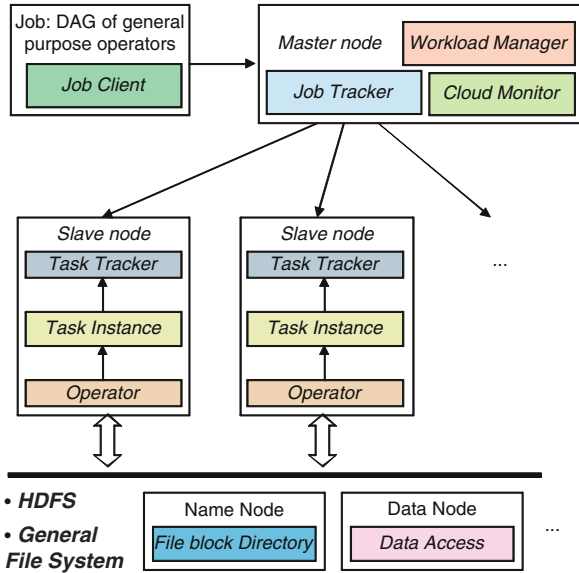 Job: DAG of general
purpose operators
Job Client
Master node
Workload Manager
Job Tracker
Cloud Monitor
Slave node
Task Tracker
Task Instance
Operator
Slave node
Task Tracker
Task Instance
Operator
...
• HDFS
• General
File System
Name Node
File block Directory
Data Node
Data Access
...